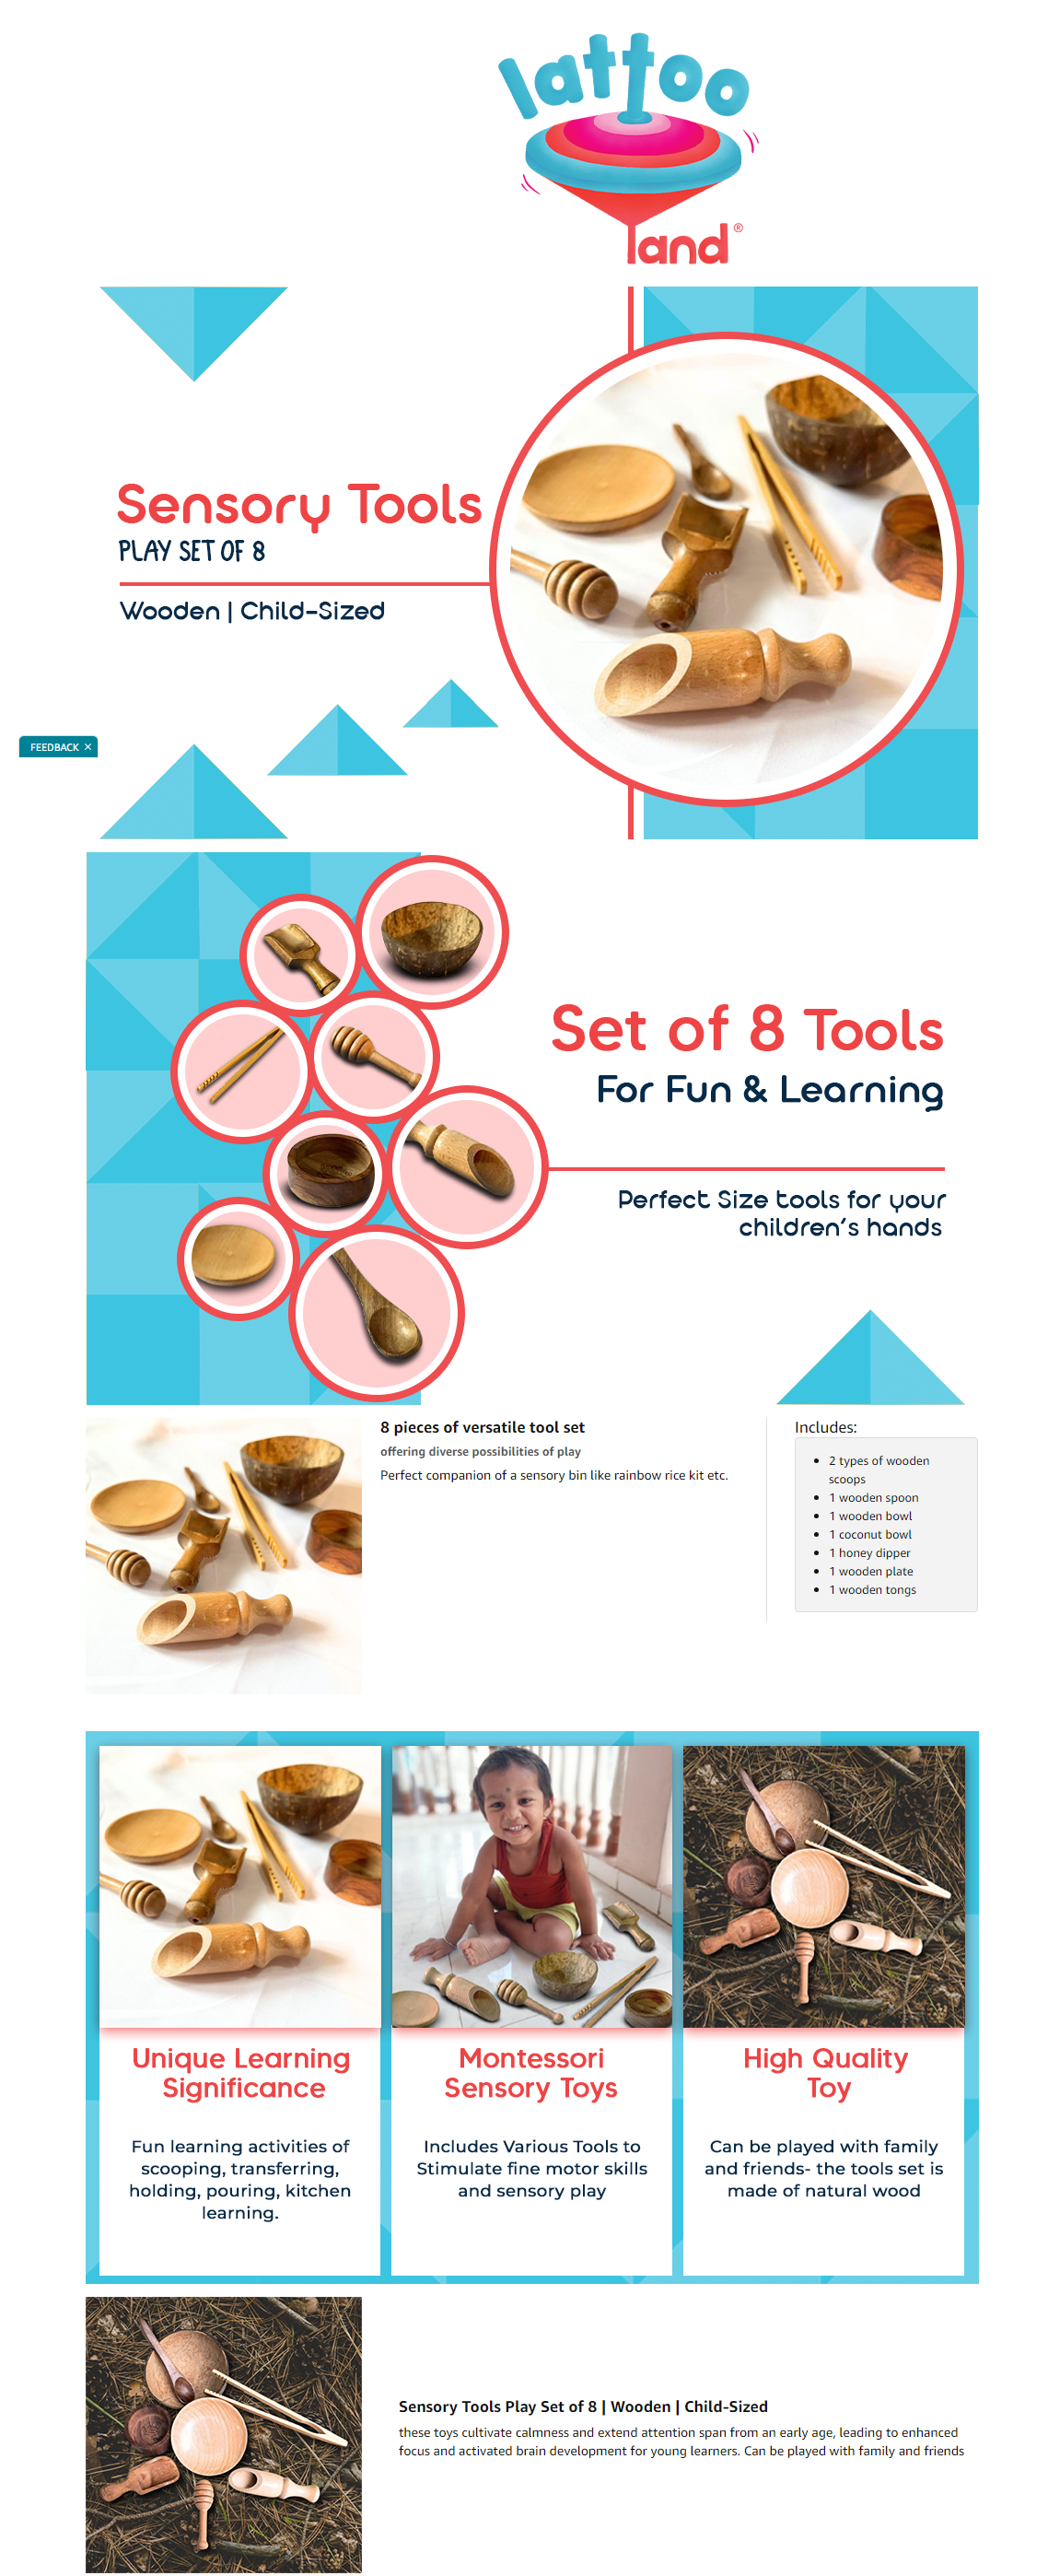 lattoo
land®
Sensory Tools
PLAY SET OF 8
Wooden | Child-Sized
FEEDBACK ×
Set of 8 Tools
For Fun & Learning
Perfect Size tools for your
children's hands
8 pieces of versatile tool set
offering diverse possibilities of play
Perfect companion of a sensory bin like rainbow rice kit etc.
Includes:
• 2 types of wooden
scoops
• 1 wooden spoon
• 1 wooden bowl
• 1 coconut bowl
• 1 honey dipper
• 1 wooden plate
• 1 wooden tongs
Unique Learning
Significance
Fun learning activities of
scooping, transferring,
holding, pouring, kitchen
learning.
Montessori
Sensory Toys
Includes Various Tools to
Stimulate fine motor skills
and sensory play
High Quality
Toy
Can be played with family
and friends- the tools set is
made of natural wood
Sensory Tools Play Set of 8 | Wooden | Child-Sized
these toys cultivate calmness and extend attention span from an early age, leading to enhanced
focus and activated brain development for young learners. Can be played with family and friends